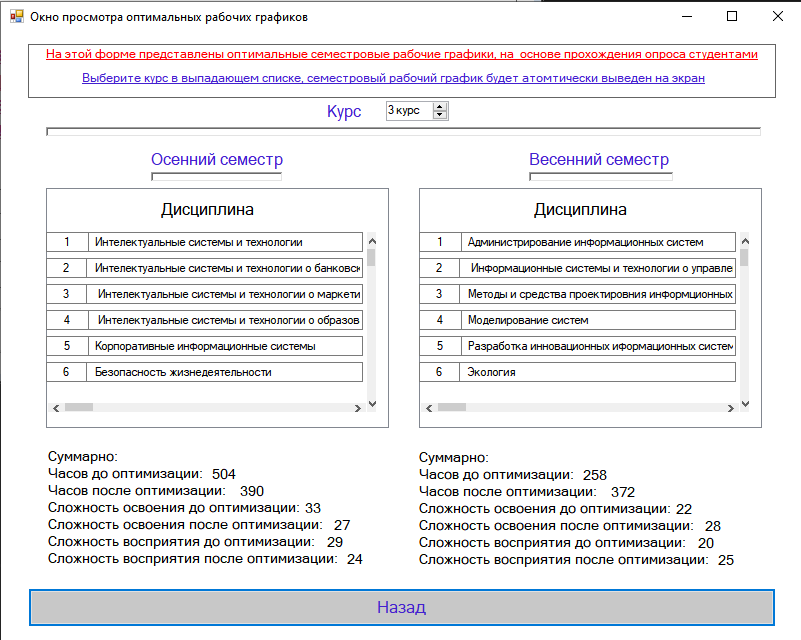 Окно просмотра оптимальных рабочих графиков
На этой форме представлены оптимальные семестровые рабочие графики, на основе прохождения опроса студентами
Выберите курс в выпадающем списке, семестровый рабочий график будет атомтически выведен на экран
Курс 3 курс
Осенний семестр
Дисциплина
1 Интелектуальные системы и технологии
2 Интелектуальные системы и технологии о банковск
3 Интелектуальные системы и технологии о маркети
4 Интелектуальные системы и технологии о образов
5 Корпоративные информационные системы
6 Безопасность жизнедеятельности
Суммарно:
Часов до оптимизации: 504
Часов после оптимизации: 390
Сложность освоения до оптимизации: 33
Сложность освоения после оптимизации: 27
Сложность восприятия до оптимизации: 29
Сложность восприятия после оптимизации: 24
Весенний семестр
Дисциплина
1 Администрирование информационных систем
2 Информационные системы и технологии о управле
3 Методы и средства проектировния информционных
4 Моделирование систем
5 Разработка инновационных иформационных систем
6 Экология
Суммарно:
Часов до оптимизации: 258
Часов после оптимизации: 372
Сложность освоения до оптимизации: 22
Сложность освоения после оптимизации: 28
Сложность восприятия до оптимизации: 20
Сложность восприятия после оптимизации: 25
Назад